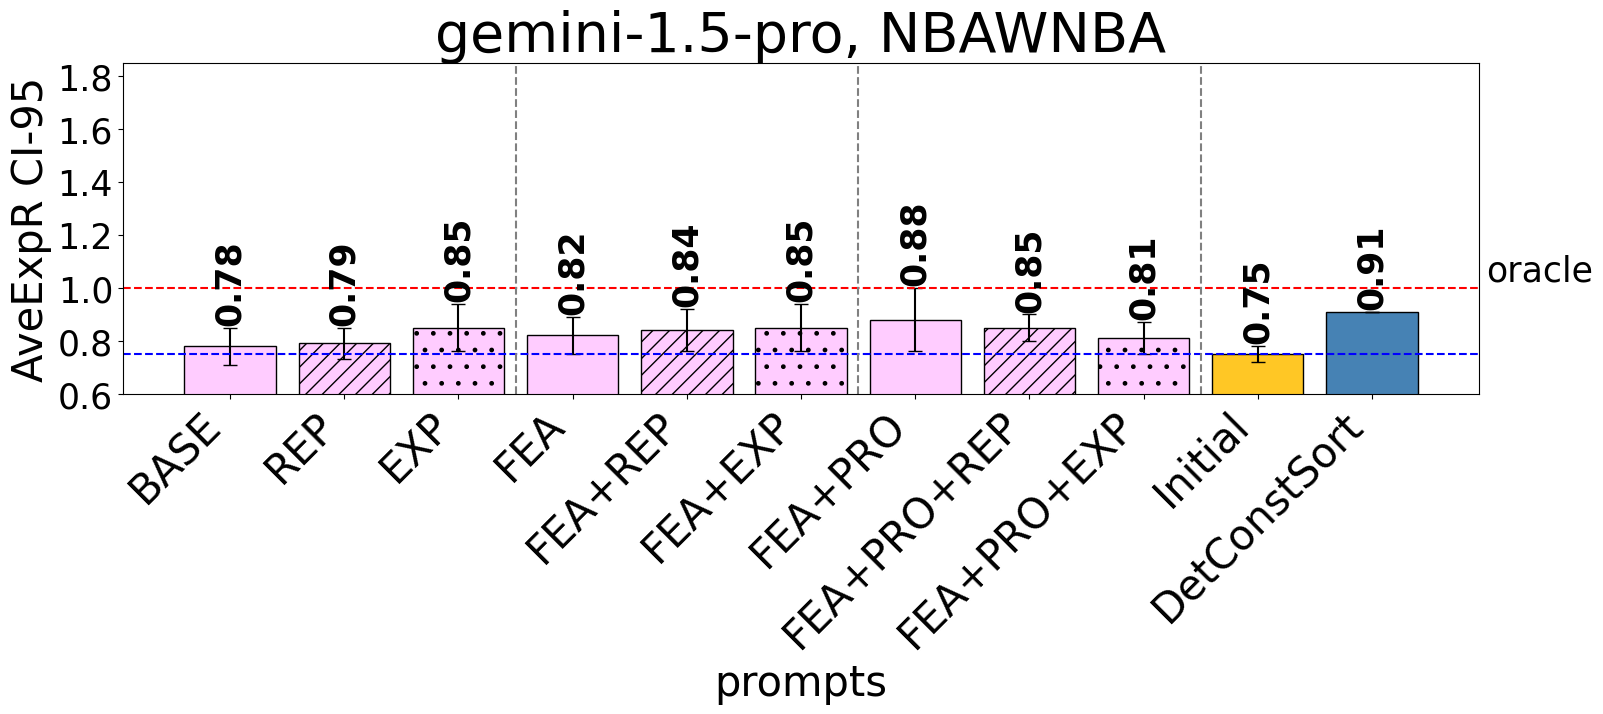 gemini-1.5-pro, NBAWNBA
AveExpR CI-95
1.8
1.6
1.4
1.2
1.0
0.8
0.6
0.78
0.79
0.85
0.82
0.84
0.85
0.88
0.85
0.81
0.75
0.91
oracle
BASE
REP
EXP
FEA
FEA+REP
FEA+EXP
FEA+PRO
FEA+PRO+REP
FEA+PRO+EXP
Initial
DetConstSort
prompts